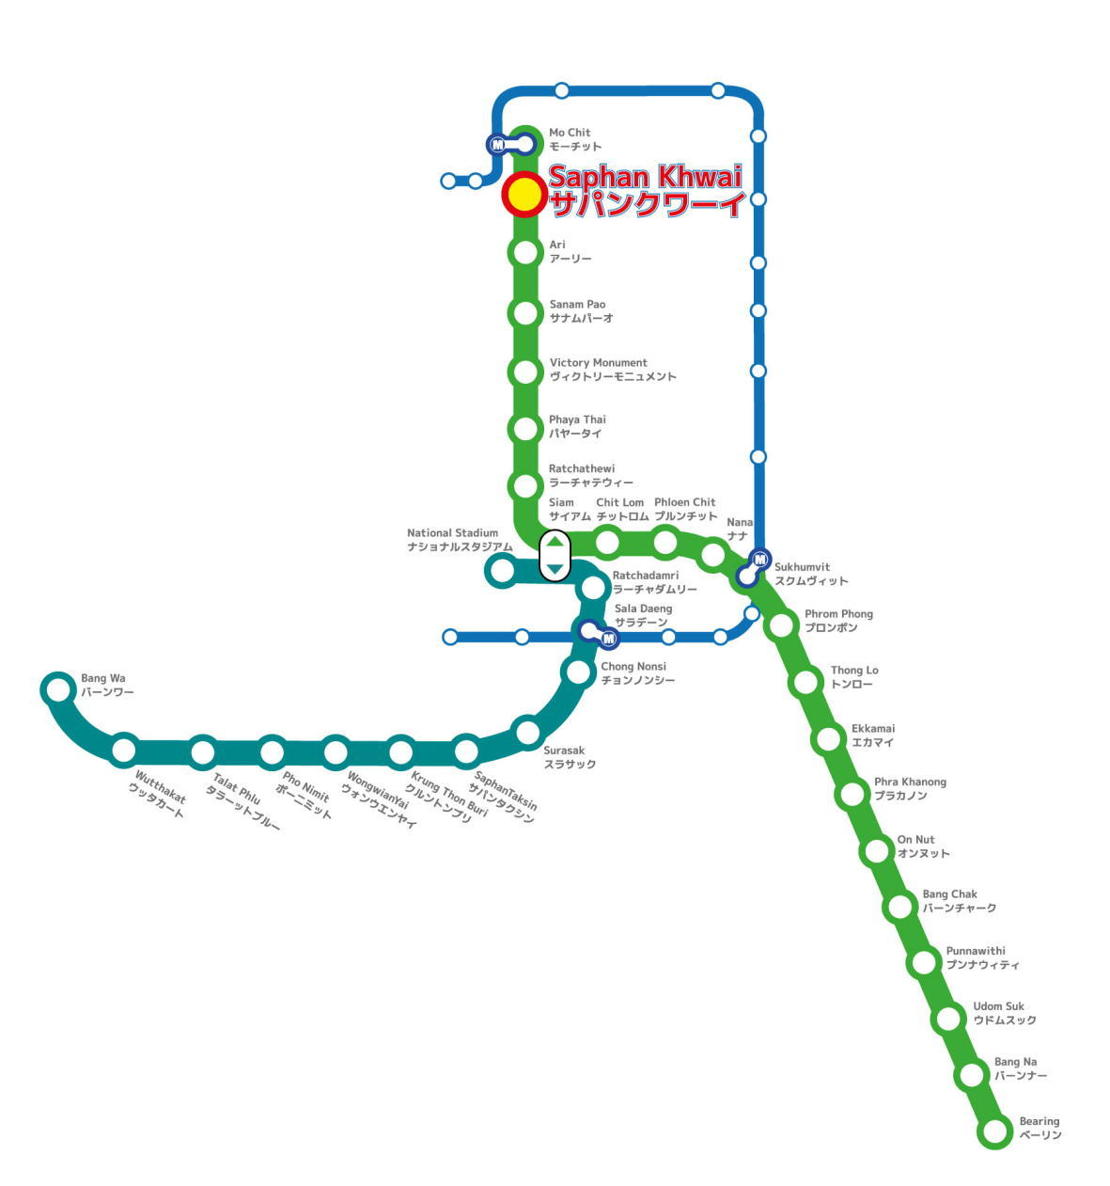 Mo Chit
モーチット
M
Saphan Khwai
サパンクワーイ
Ari
アーリー
Sanam Pao
サナムパーオ
Victory Monument
ヴィクトリーモニュメント
Phaya Thai
パヤータイ
Ratchathewi
ラーチャテウィー
Siam
サイアム
Chit Lom
チットロム
Phloen Chit
プルンチット
Nana
ナナ
National Stadium
ナショナルスタジアム
M
Sukhumvit
スクムヴィット
Ratchadamri
ラーチャダムリー
Sala Daeng
サラデーン
M
Phrom Phong
プロンポン
Chong Nonsi
チョンノンシー
Thong Lo
トンロー
Bang Wa
バーンワー
Ekkamai
エカマイ
Surasak
スラサック
Wutthakat
ウッタカート
Talat Phlu
タラートプルー
Pho Nimit
ポーニミット
WongwianYai
ウォンウエンヤイ
Krung Thon Buri
クルントンブリ
SaphanTaksin
サパンタクシン
Phra Khanong
プラカノン
On Nut
オンヌット
Bang Chak
バーンチャーク
Punnawithi
プンナウィティ
Udom Suk
ウドムスック
Bang Na
バーンナー
Bearing
ベーリン